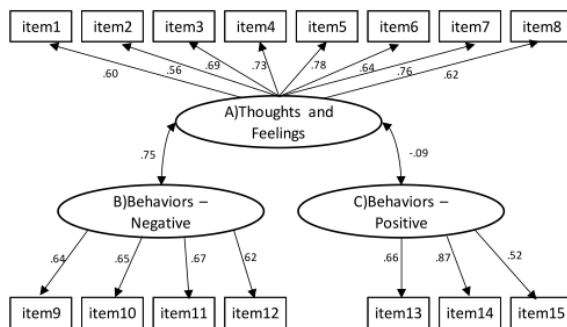 item1 item2 item3 item4 item5 item6 item7 item8
.60 .56 .69 .73 .78 .64 .76 .62
A)Thoughts and
Feelings
.75 -.09
B)Behaviors –
Negative
C)Behaviors –
Positive
.64 .65 .67 .62 .66 .87 .52
item9 item10 item11 item12 item13 item14 item15